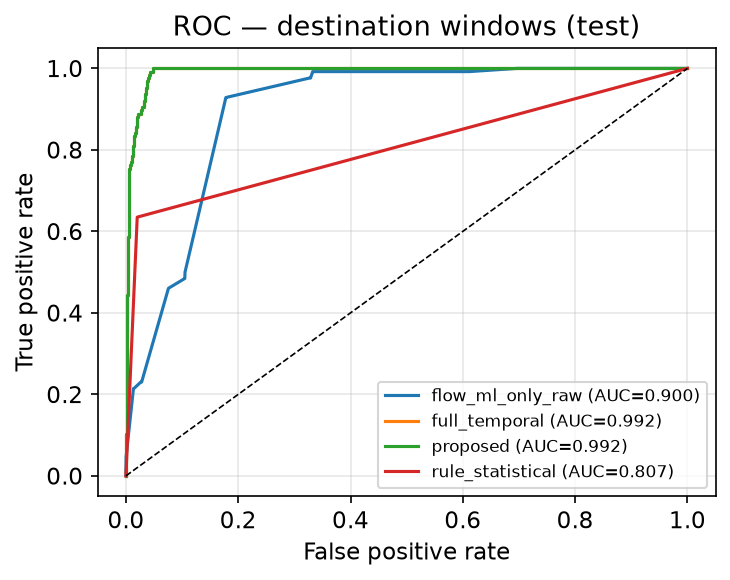 ROC — destination windows (test)
True positive rate
1.0
0.8
0.6
0.4
0.2
0.0
flow_ml_only_raw (AUC=0.900)
full_temporal (AUC=0.992)
proposed (AUC=0.992)
rule_statistical (AUC=0.807)
0.0 0.2 0.4 0.6 0.8 1.0
False positive rate